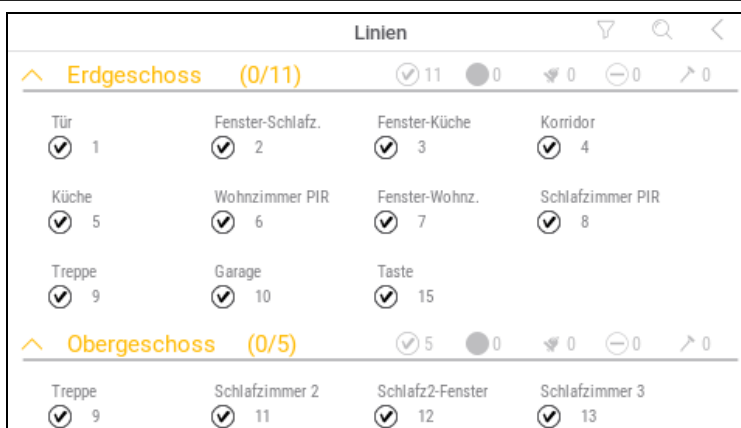 Linien
Erdgeschoss (0/11) 11 0 0 0 0
Tür Fenster-Schlafz. Fenster-Küche Korridor
1 2 3 4
Küche Wohnzimmer PIR Fenster-Wohnz. Schlafzimmer PIR
5 6 7 8
Treppe Garage Taste
9 10 15
Obergeschoss (0/5) 5 0 0 0 0
Treppe Schlafzimmer 2 Schlafz2-Fenster Schlafzimmer 3
9 11 12 13